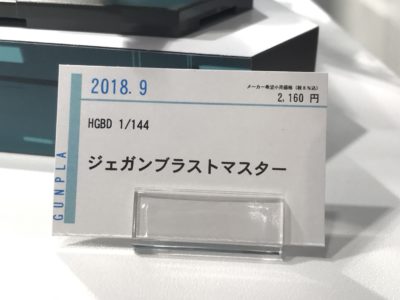 2018. 9
メーカー希望小売価格（税8%込）
2,160 円
HGBD 1/144
ジェガンブラストマスター
GUNPLA